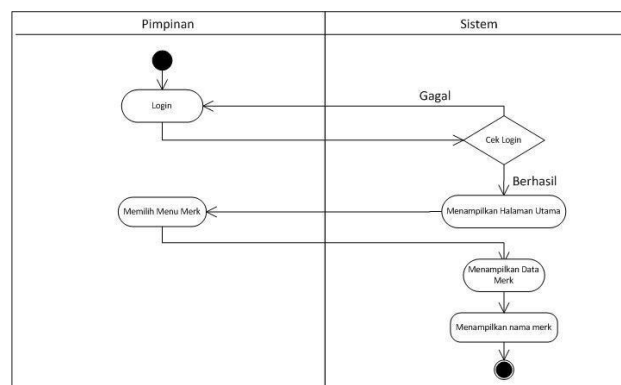 Pimpinan
Sistem
Login
Gagal
Cek Login
Berhasil
Memilih Menu Merk
Menampilkan Halaman Utama
Menampilkan Data
Merk
Menampilkan nama merk